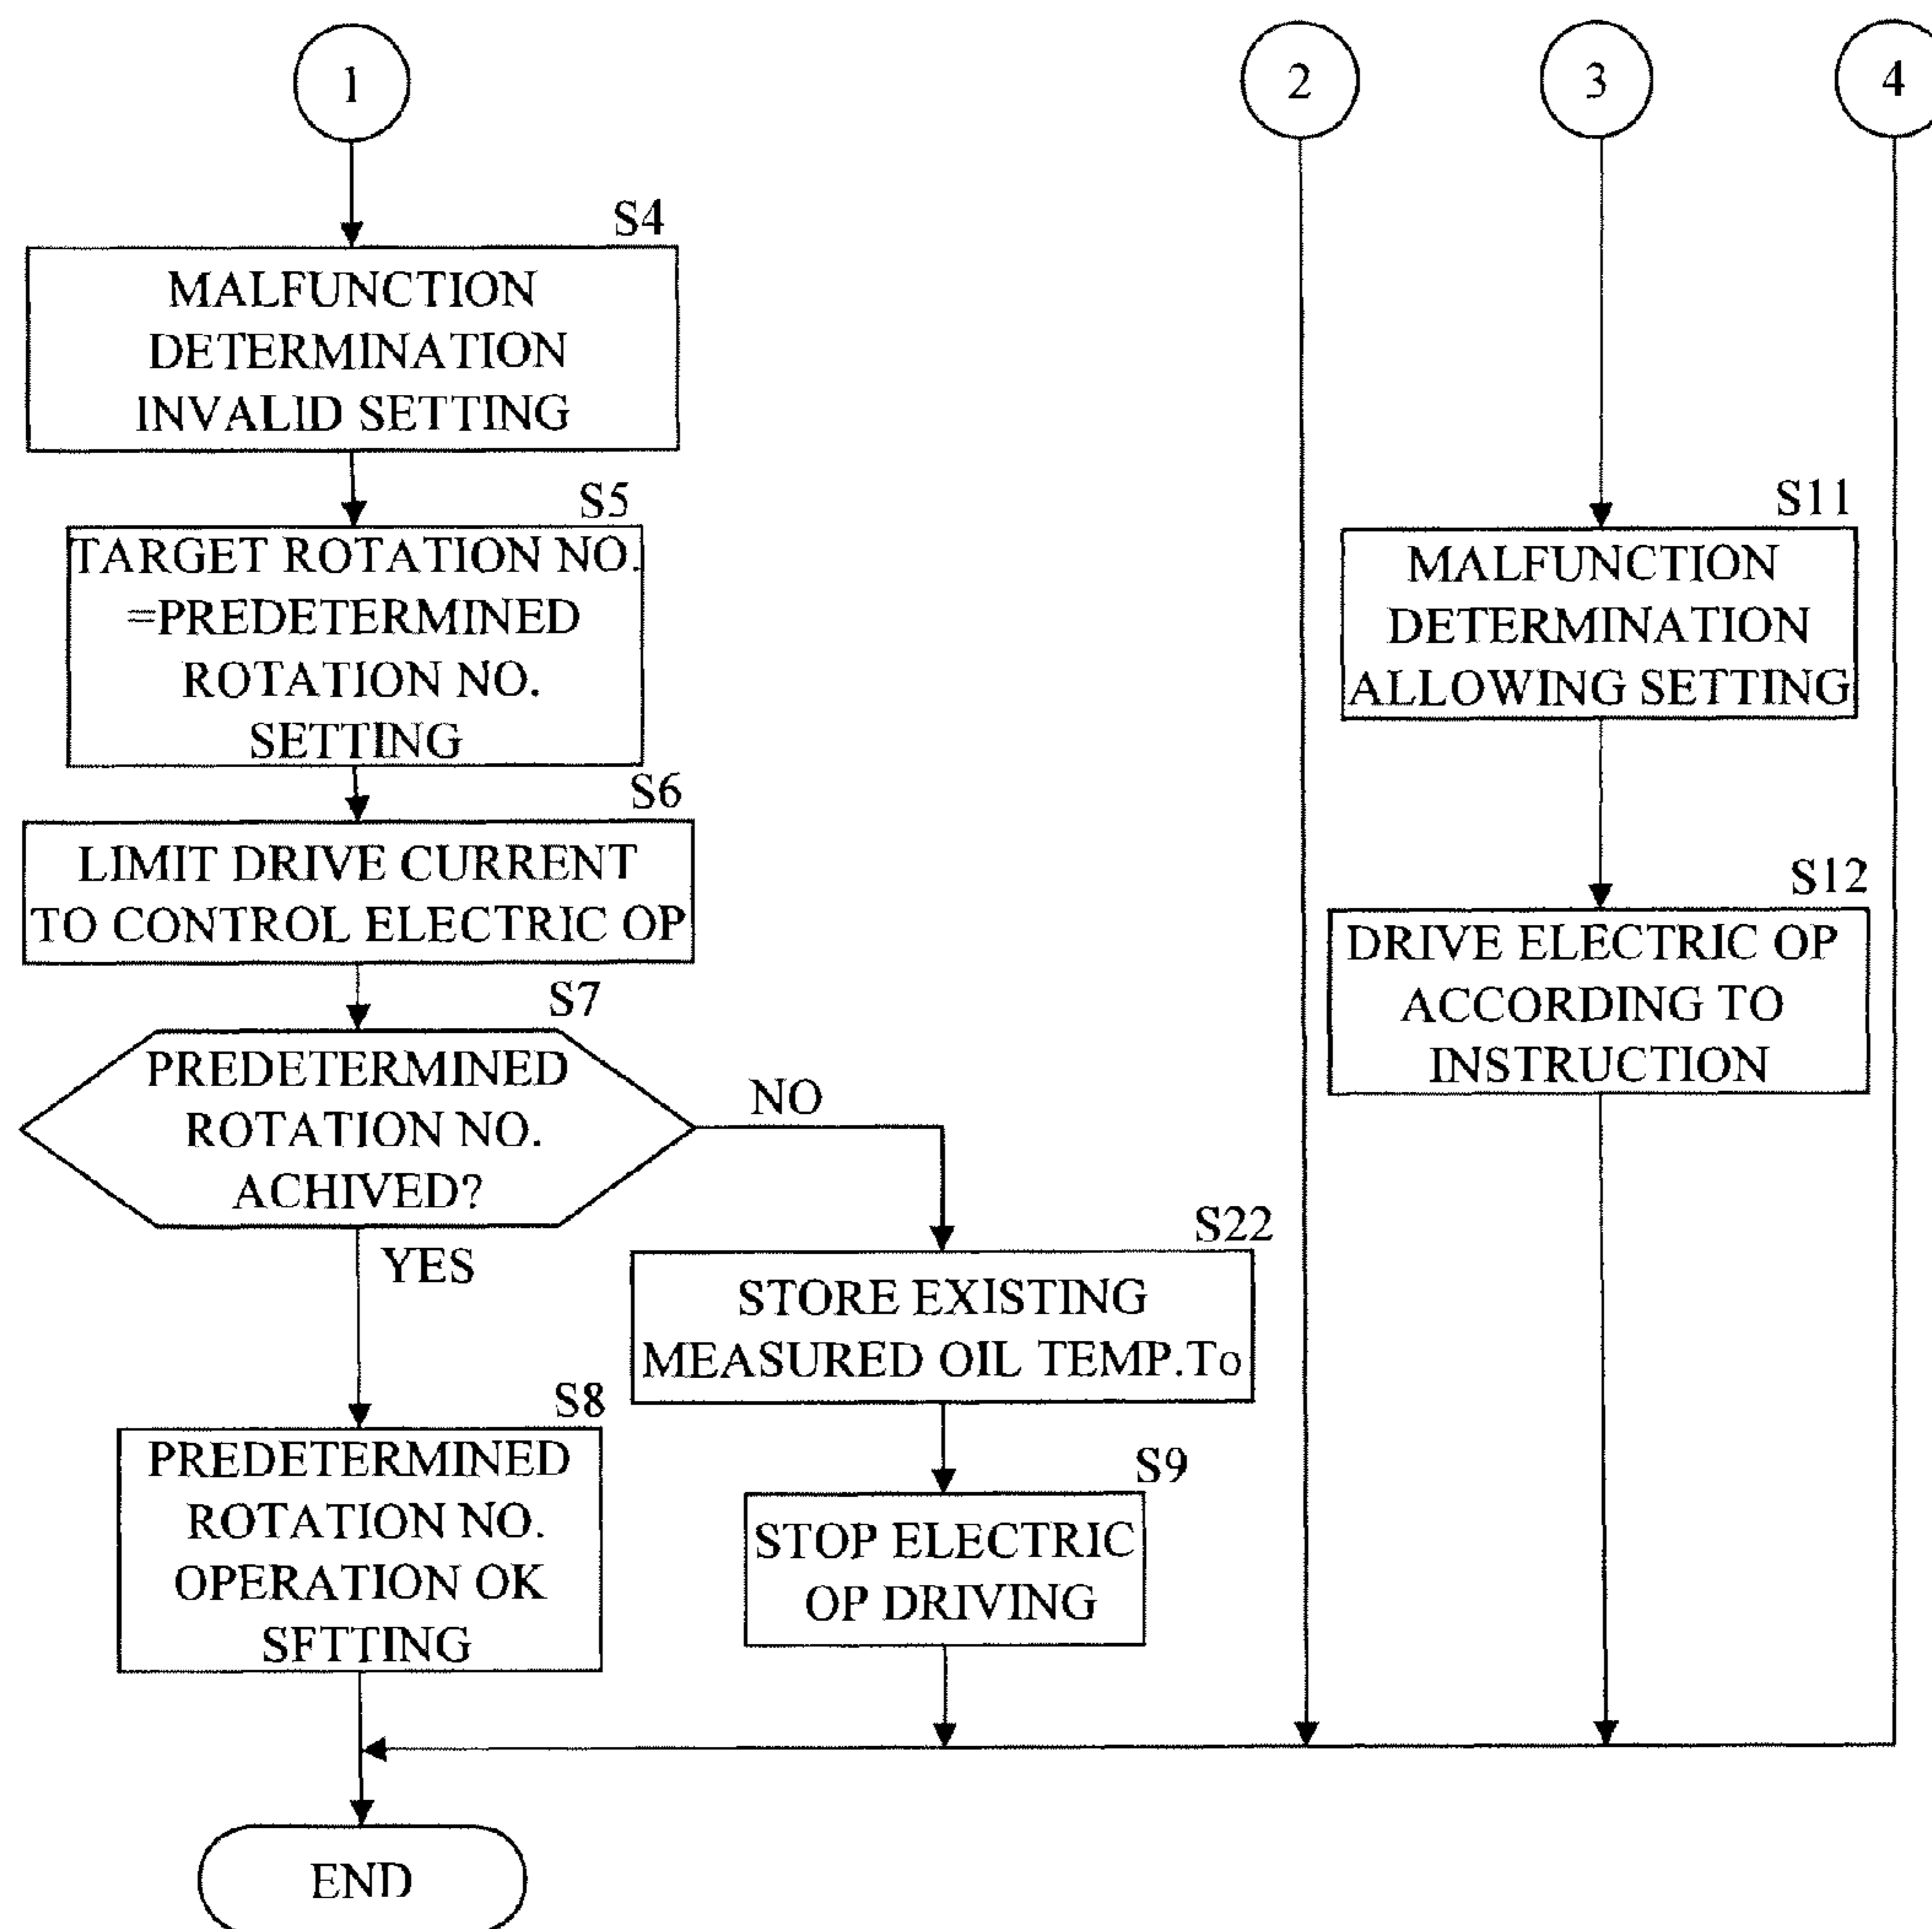 1
2
3
4
S4
MALFUNCTION
DETERMINATION
INVALID SETTING
S5
TARGET ROTATION NO.
=PREDETERMINED
ROTATION NO.
SETTING
S6
LIMIT DRIVE CURRENT
TO CONTROL ELECTRIC OP
S7
PREDETERMINED
ROTATION NO.
ACHIVED?
NO
YES
S22
STORE EXISTING
MEASURED OIL TEMP.To
S8
PREDETERMINED
ROTATION NO.
OPERATION OK
SFTTING
S9
STOP ELECTRIC
OP DRIVING
S11
MALFUNCTION
DETERMINATION
ALLOWING SETTING
S12
DRIVE ELECTRIC OP
ACCORDING TO
INSTRUCTION
END